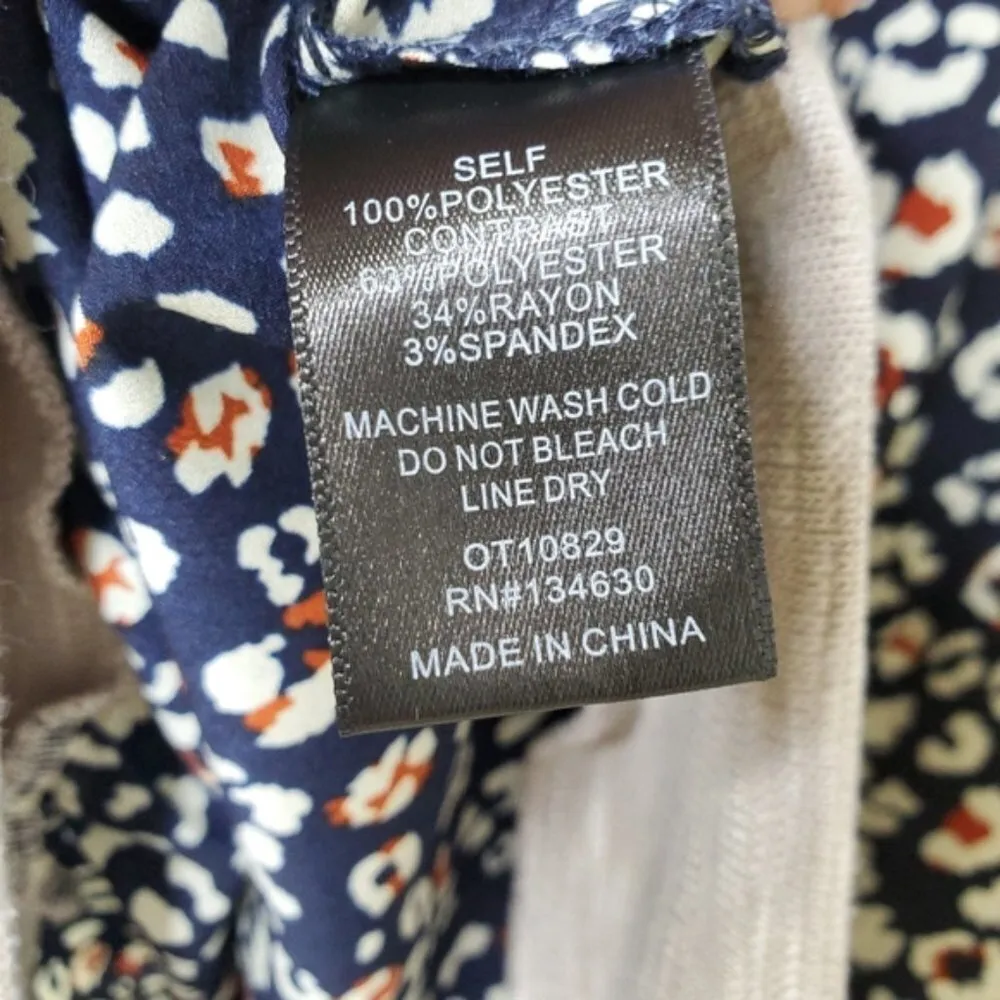 SELF
100%POLYESTER
CONTRAST
63%POLYESTER
34%RAYON
3%SPANDEX
MACHINE WASH COLD
DO NOT BLEACH
LINE DRY
OT10829
RN#134630
MADE IN CHINA